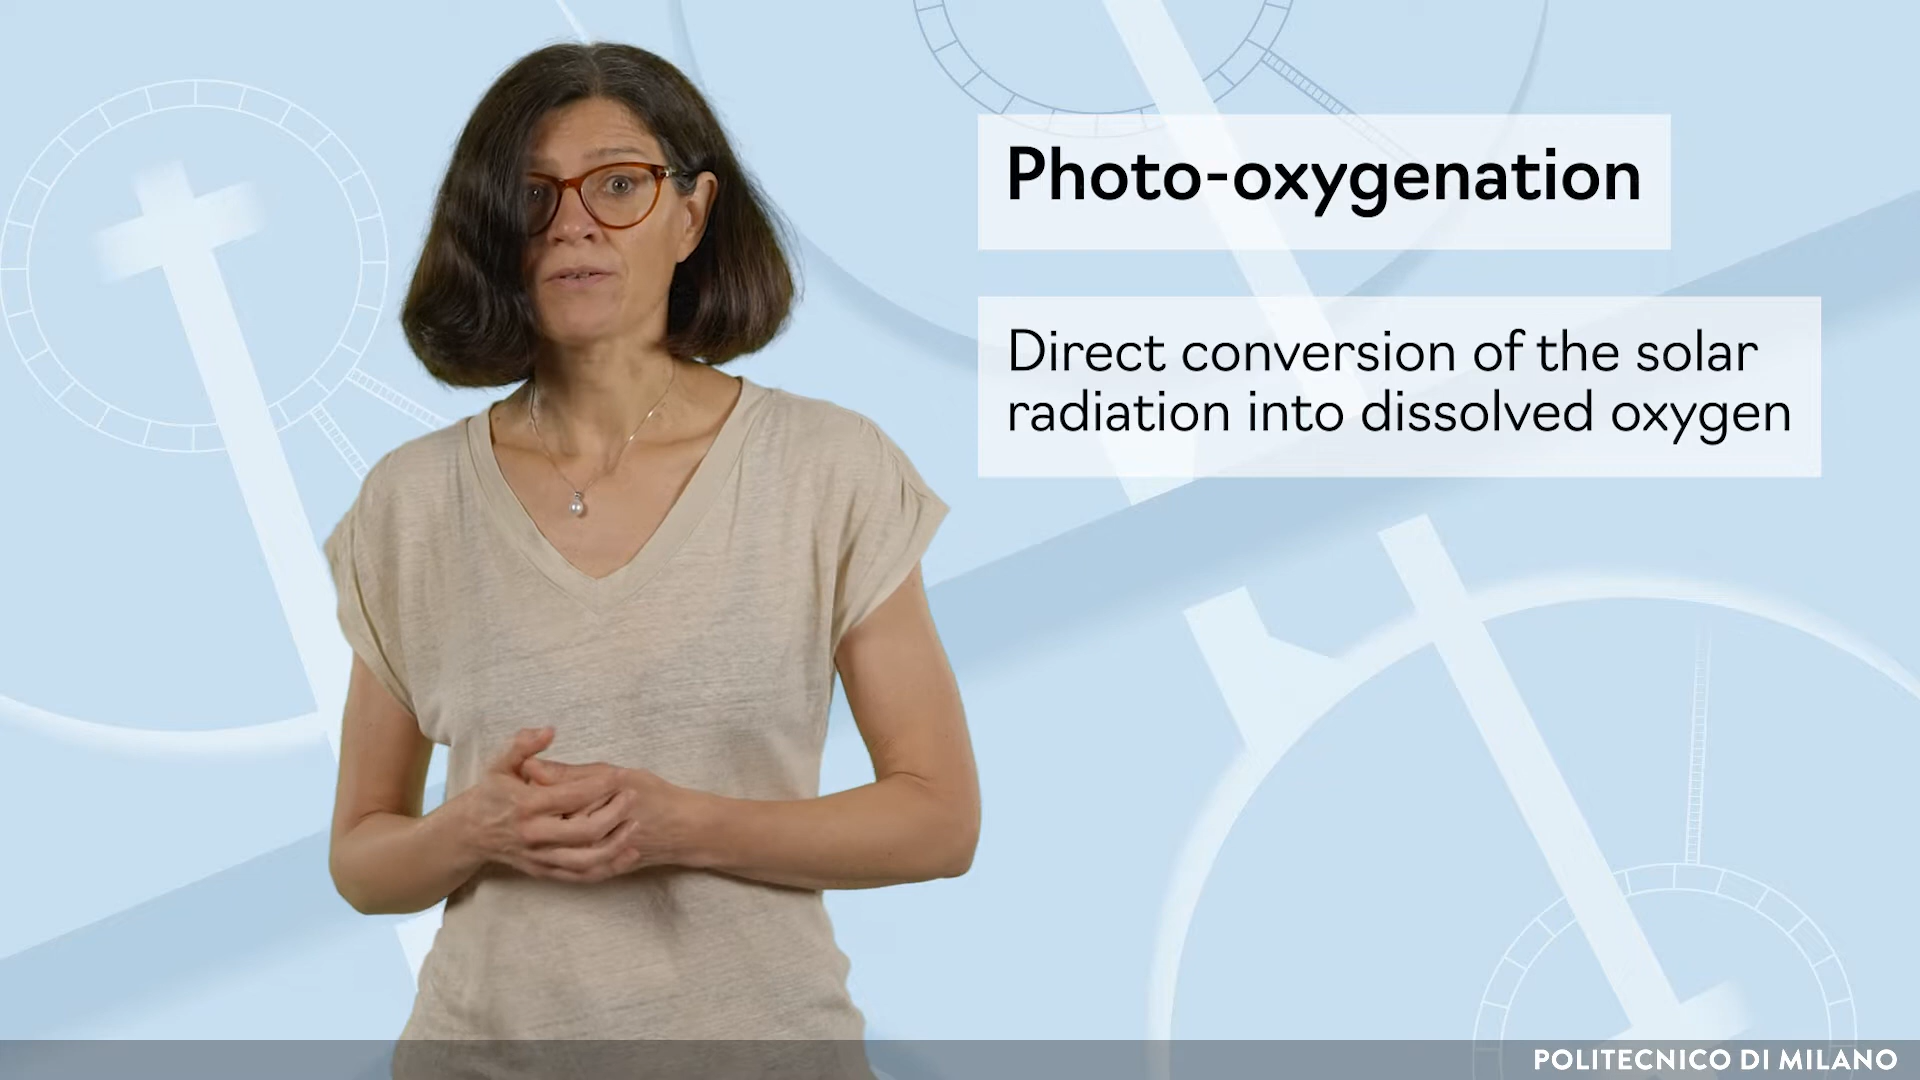 Photo-oxygenation
Direct conversion of the solar
radiation into dissolved oxygen
POLITECNICO DI MILANO